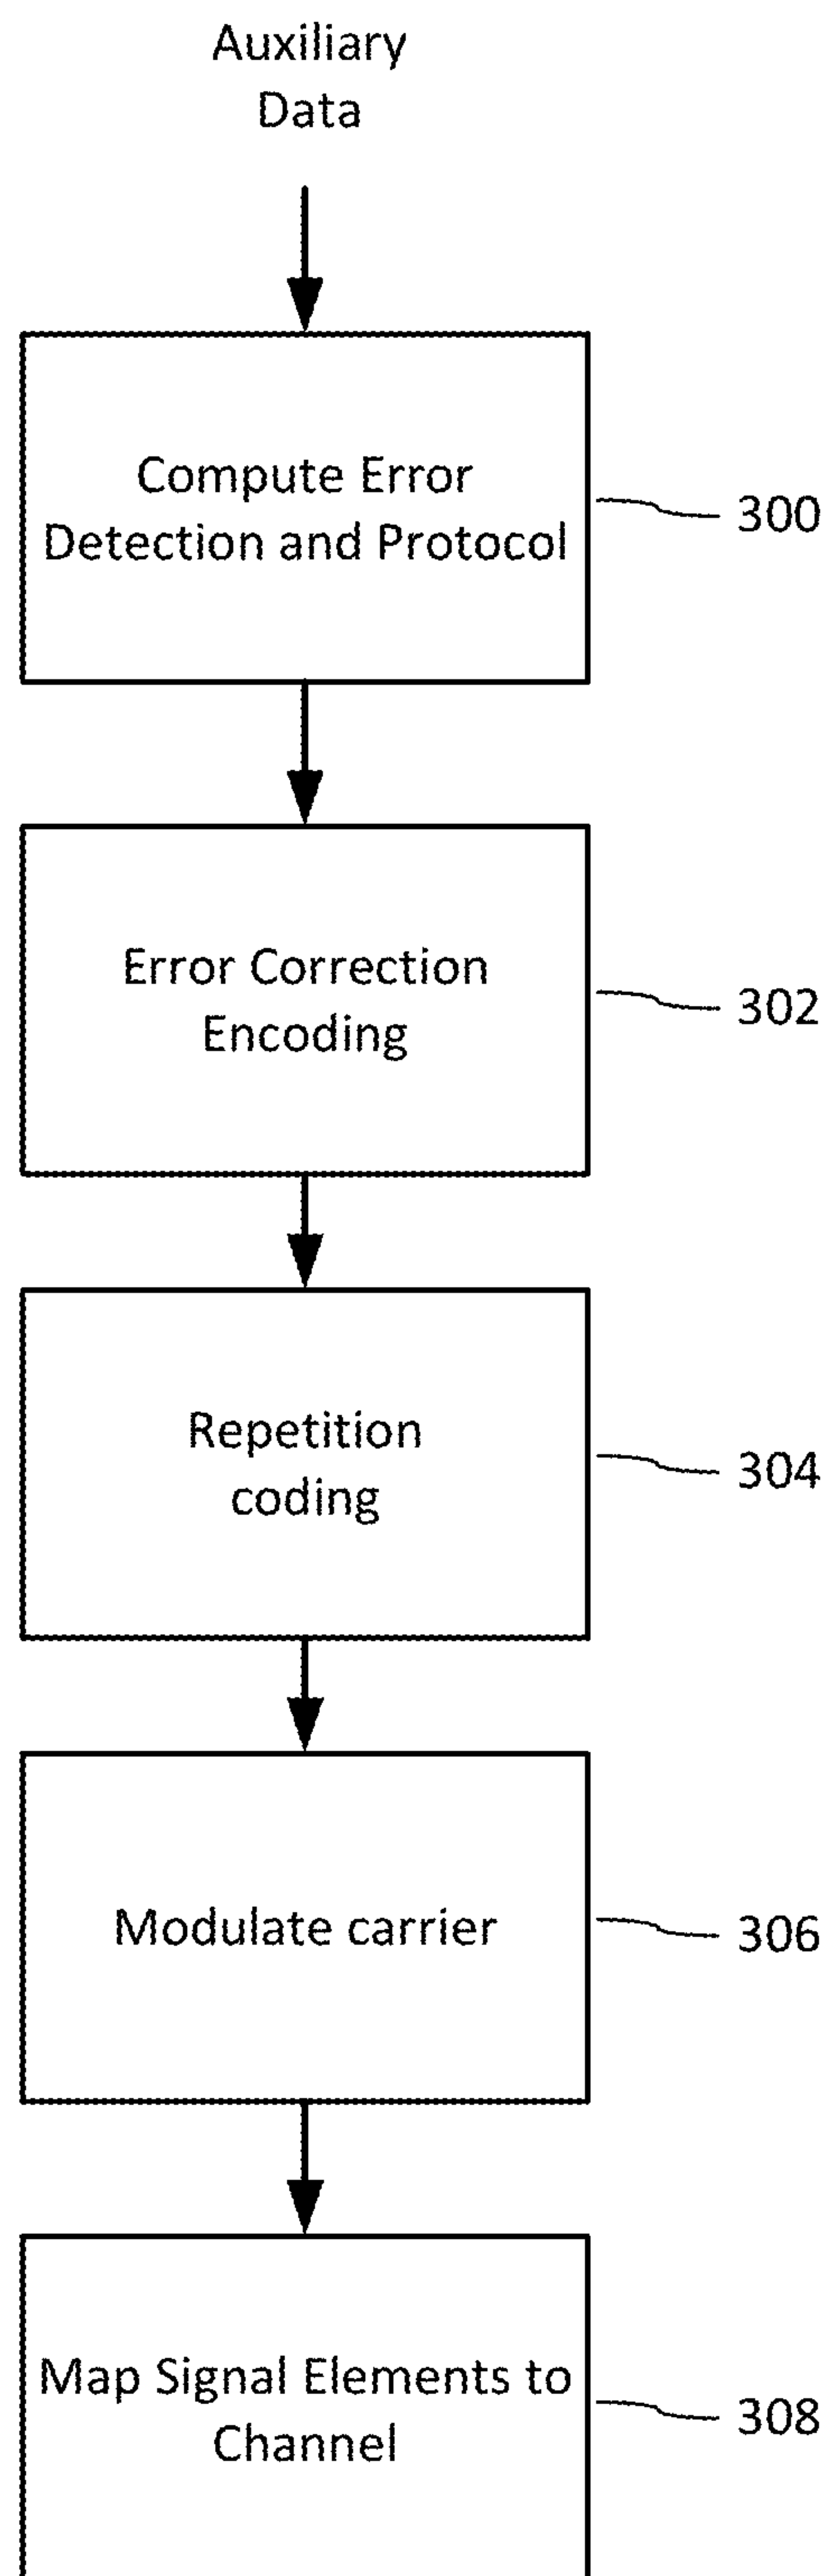 Auxiliary
Data
Compute Error
Detection and Protocol
300
Error Correction
Encoding
302
Repetition
coding
304
Modulate carrier
306
Map Signal Elements to
Channel
308